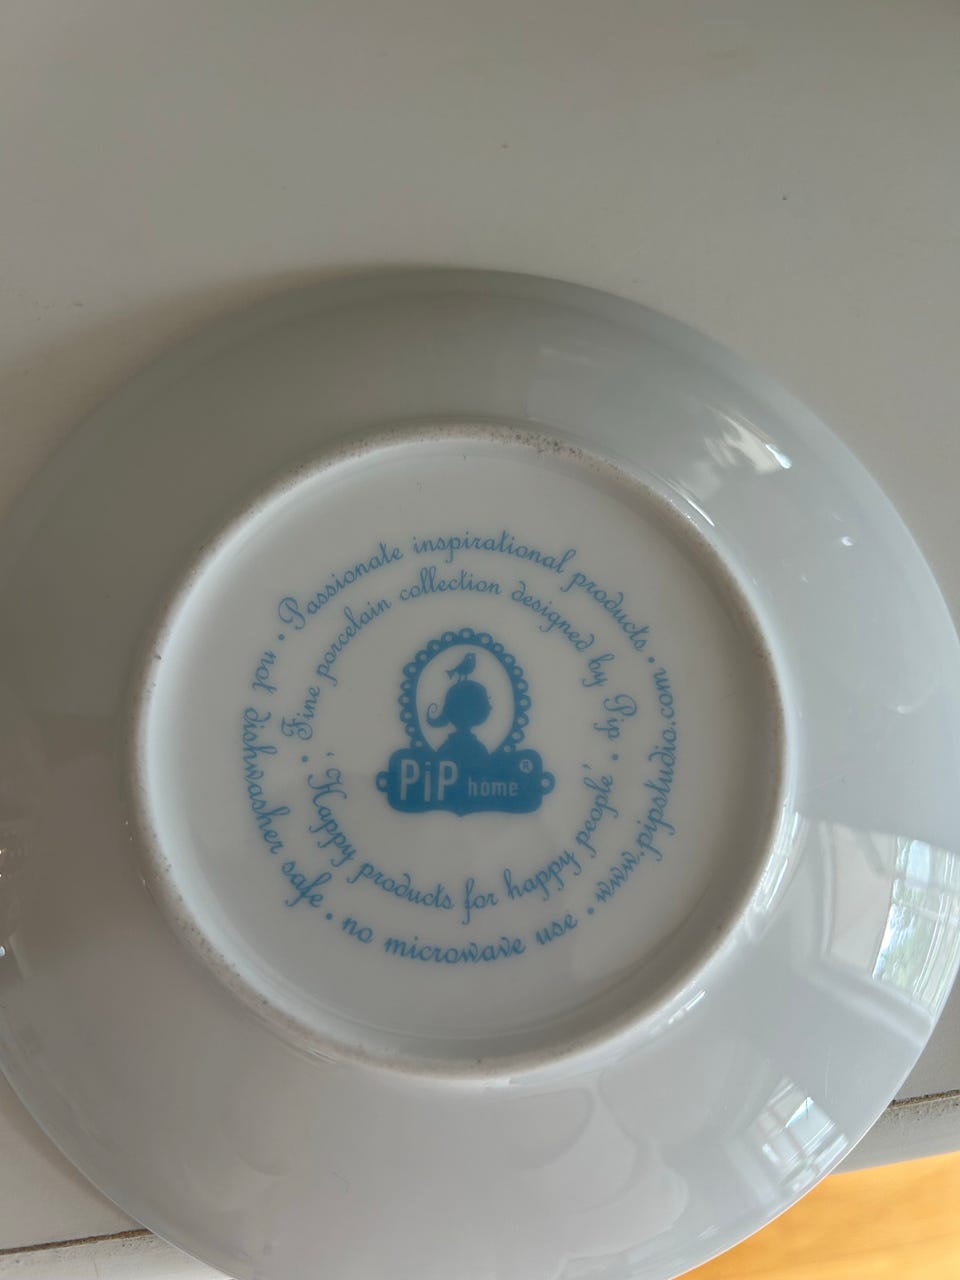 Passionate inspirational products • www.pipstudio.com
• no microwave use •
not dishwasher safe •
Fine porcelain collection designed by Pip •
'Happy products for happy people' •
PiP home ®